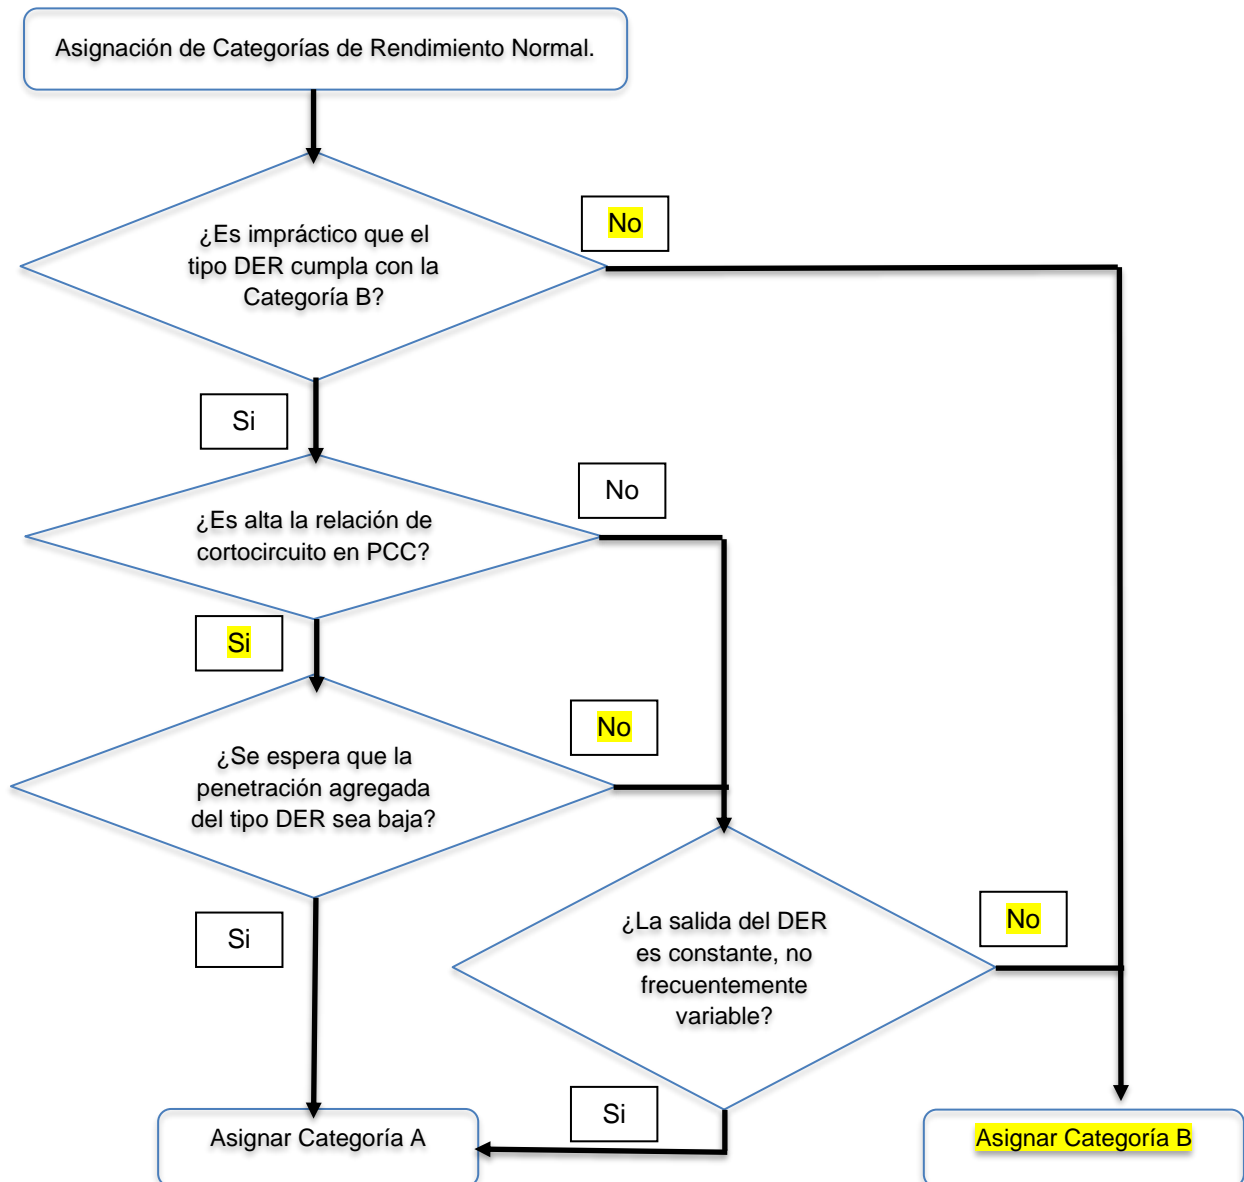 Asignación de Categorías de Rendimiento Normal.
¿Es impráctico que el
tipo DER cumpla con la
Categoría B?
No
Si
¿Es alta la relación de
cortocircuito en PCC?
No
Si
¿Se espera que la
penetración agregada
del tipo DER sea baja?
No
Si
¿La salida del DER
es constante, no
frecuentemente
variable?
No
Si
Asignar Categoría A
Asignar Categoría B